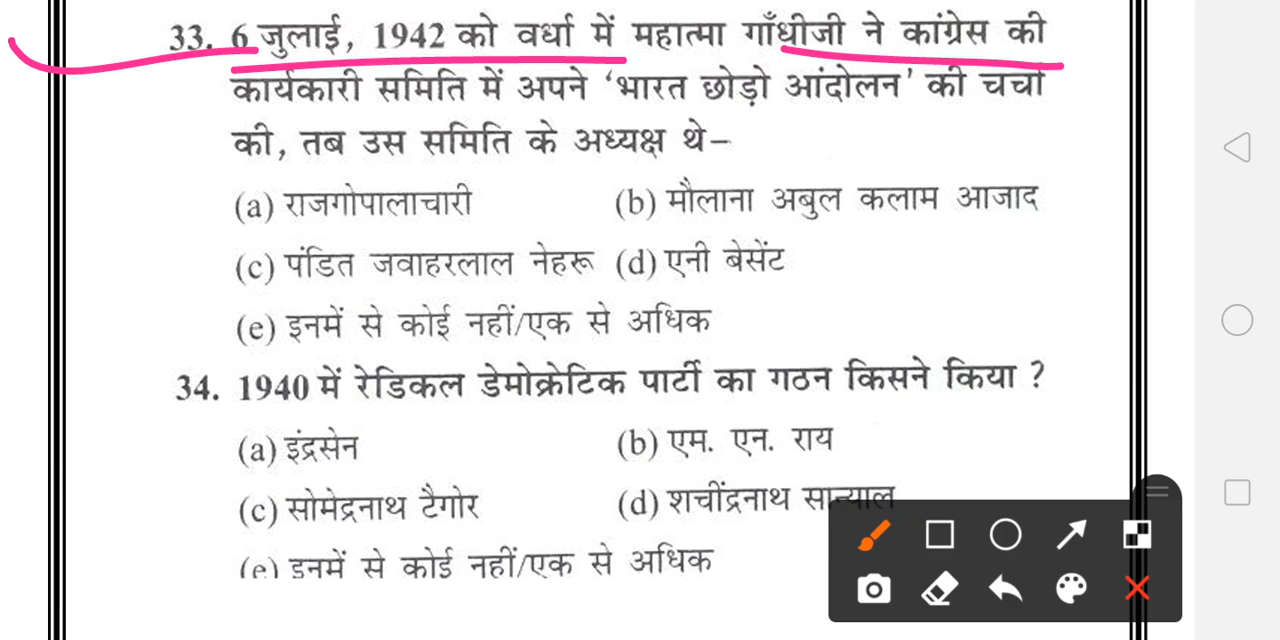 33. 6 जुलाई, 1942 को वर्धा में महात्मा गाँधीजी ने कांग्रेस की
कार्यकारी समिति में अपने ‘भारत छोड़ो आंदोलन’ की चर्चा
की, तब उस समिति के अध्यक्ष थे–
(a) राजगोपालाचारी (b) मौलाना अबुल कलाम आजाद
(c) पंडित जवाहरलाल नेहरू (d) एनी बेसेंट
(e) इनमें से कोई नहीं/एक से अधिक
34. 1940 में रेडिकल डेमोक्रेटिक पार्टी का गठन किसने किया ?
(a) इंद्रसेन (b) एम. एन. राय
(c) सोमेद्रनाथ टैगोर (d) शचींद्रनाथ सान्याल
(e) इनमें से कोई नहीं/एक से अधिक